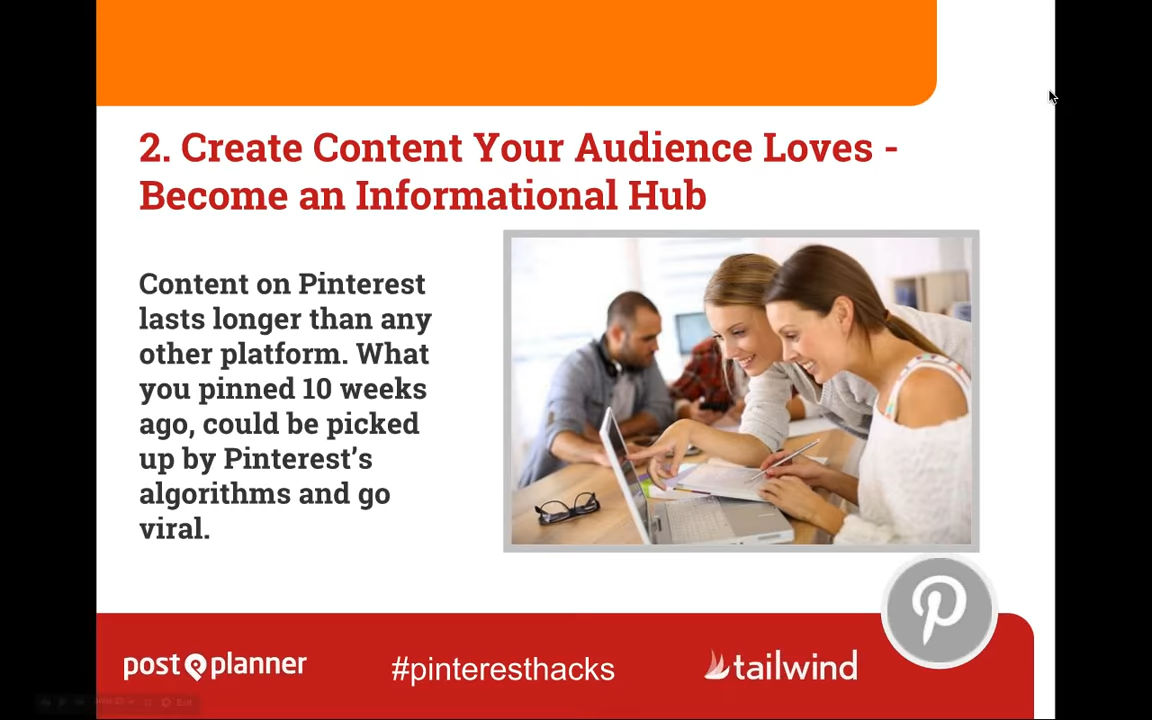 2. Create Content Your Audience Loves -
Become an Informational Hub
Content on Pinterest
lasts longer than any
other platform. What
you pinned 10 weeks
ago, could be picked
up by Pinterest's
algorithms and go
viral.
post planner
#pinteresthacks
tailwind
Exit